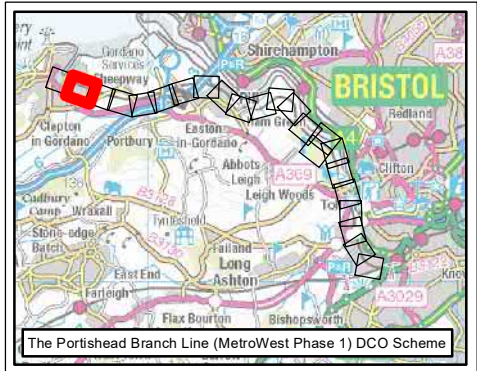 Gordano
Services
Sheepway
Shirehampton
P&R
A38
BRISTOL
Redland
Clapton
in Gordano
Portbury
Easton
-in-Gordano
Abbots
Leigh
A369
Leigh Woods
Clifton
B3128
Cadbury
Camp
Wraxall
Tyntesfield
B3130
Stone-edge
Batch
Failand
Long
Ashton
P&R
East End
Farleigh
A3029
Flax Bourton
Bishopsworth
The Portishead Branch Line (MetroWest Phase 1) DCO Scheme